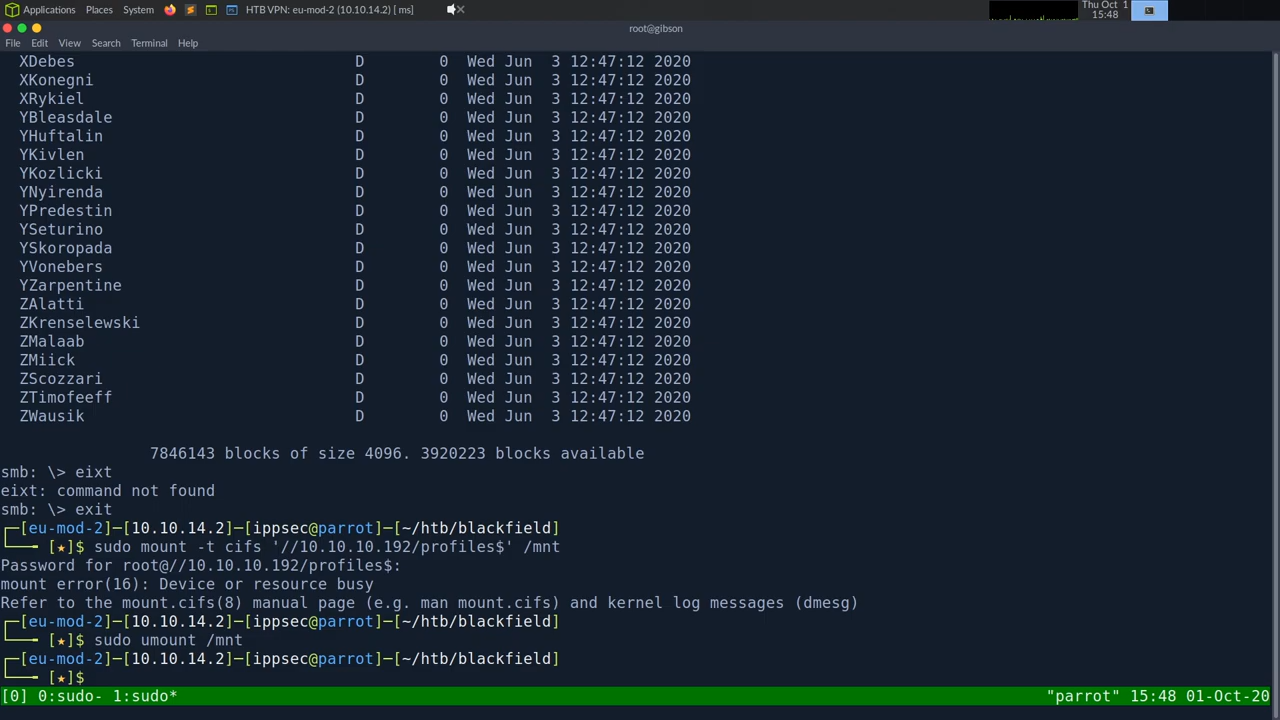 Applications Places System HTB VPN: eu-mod-2 (10.10.14.2) [ ms] Thu Oct 1 15:48
root@gibson
File Edit View Search Terminal Help
XDebes D 0 Wed Jun 3 12:47:12 2020
XKonegni D 0 Wed Jun 3 12:47:12 2020
XRykiel D 0 Wed Jun 3 12:47:12 2020
YBleasdale D 0 Wed Jun 3 12:47:12 2020
YHuftalin D 0 Wed Jun 3 12:47:12 2020
YKivlen D 0 Wed Jun 3 12:47:12 2020
YKozlicki D 0 Wed Jun 3 12:47:12 2020
YNyirenda D 0 Wed Jun 3 12:47:12 2020
YPredestin D 0 Wed Jun 3 12:47:12 2020
YSeturino D 0 Wed Jun 3 12:47:12 2020
YSkoropada D 0 Wed Jun 3 12:47:12 2020
YVonebers D 0 Wed Jun 3 12:47:12 2020
YZarpentine D 0 Wed Jun 3 12:47:12 2020
ZAlatti D 0 Wed Jun 3 12:47:12 2020
ZKrenselewski D 0 Wed Jun 3 12:47:12 2020
ZMalaab D 0 Wed Jun 3 12:47:12 2020
ZMiick D 0 Wed Jun 3 12:47:12 2020
ZScozzari D 0 Wed Jun 3 12:47:12 2020
ZTimofeeff D 0 Wed Jun 3 12:47:12 2020
ZWausik D 0 Wed Jun 3 12:47:12 2020
7846143 blocks of size 4096. 3920223 blocks available
smb: \> eixt
eixt: command not found
smb: \> exit
┌─[eu-mod-2]─[10.10.14.2]─[ippsec@parrot]─[~/htb/blackfield]
└──╼ [★]$ sudo mount -t cifs '//10.10.10.192/profiles$' /mnt
Password for root@//10.10.10.192/profiles$:
mount error(16): Device or resource busy
Refer to the mount.cifs(8) manual page (e.g. man mount.cifs) and kernel log messages (dmesg)
┌─[eu-mod-2]─[10.10.14.2]─[ippsec@parrot]─[~/htb/blackfield]
└──╼ [★]$ sudo umount /mnt
┌─[eu-mod-2]─[10.10.14.2]─[ippsec@parrot]─[~/htb/blackfield]
└──╼ [★]$
[0] 0:sudo- 1:sudo* "parrot" 15:48 01-Oct-20